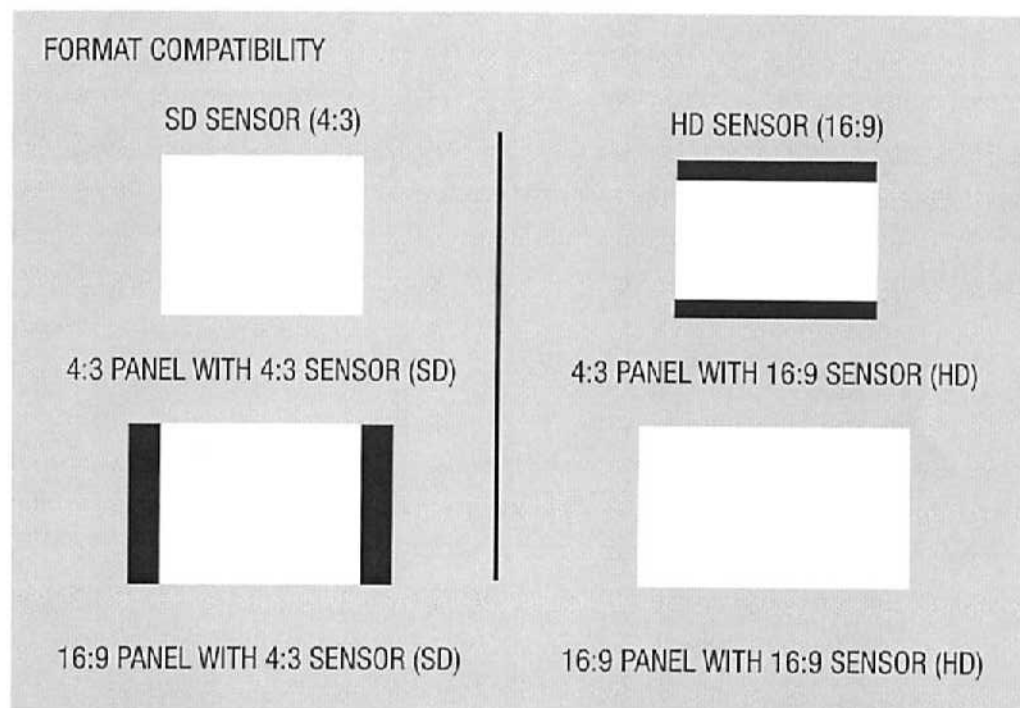 FORMAT COMPATIBILITY
SD SENSOR (4:3)
HD SENSOR (16:9)
4:3 PANEL WITH 4:3 SENSOR (SD)
4:3 PANEL WITH 16:9 SENSOR (HD)
16:9 PANEL WITH 4:3 SENSOR (SD)
16:9 PANEL WITH 16:9 SENSOR (HD)